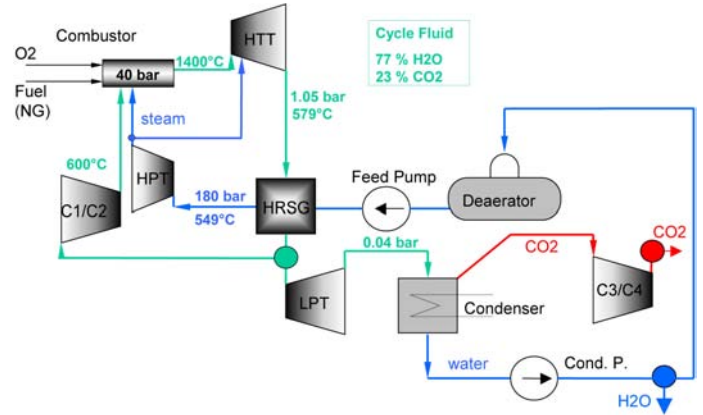 Combustor
O2
Fuel
(NG)
40 bar
1400°C
HTT
Cycle Fluid
77 % H2O
23 % CO2
steam
1.05 bar
579°C
600°C
HPT
C1/C2
180 bar
549°C
HRSG
Feed Pump
Deaerator
0.04 bar
LPT
CO2
CO2
C3/C4
Condenser
water
Cond. P.
H2O